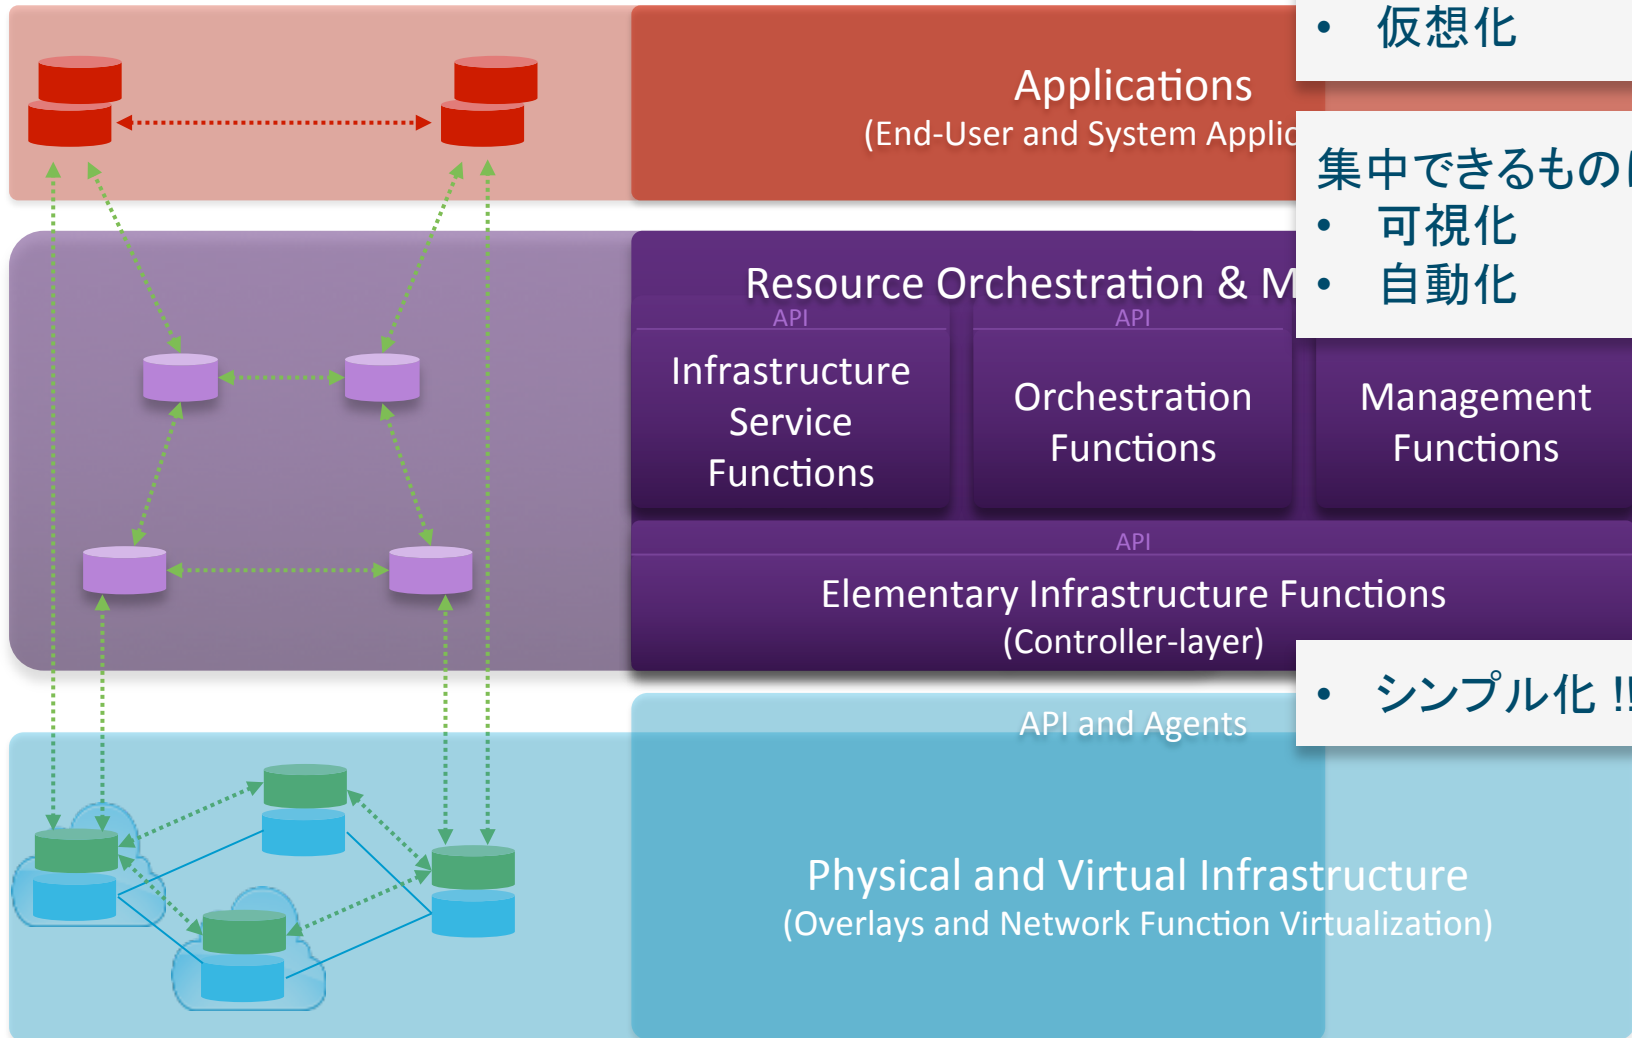 • 仮想化
Applications
(End-User and System
集中できるもの
• 可視化
• 自動化
Resource Orchestration &
API
API
Infrastructure
Service
Functions
Orchestration
Functions
Management
Functions
API
Elementary Infrastructure Functions
(Controller-layer)
• シンプル化 !!
API and Agents
Physical and Virtual Infrastructure
(Overlays and Network Function Virtualization)